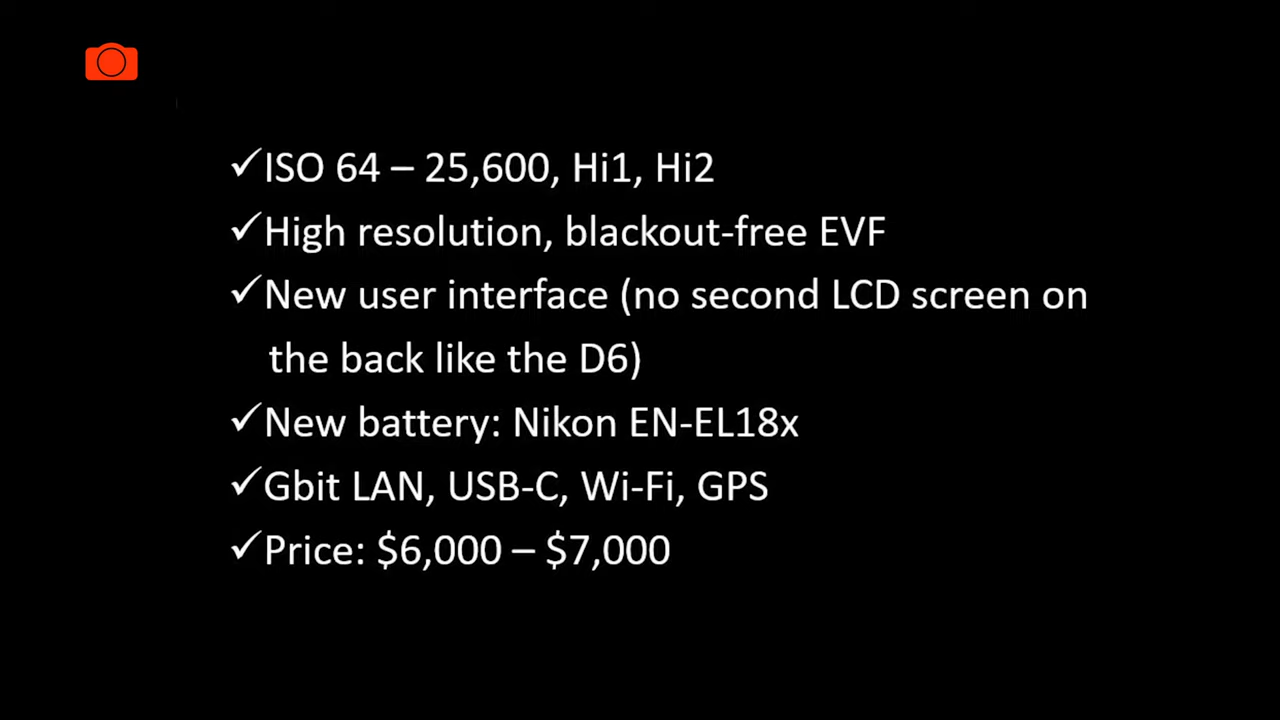 ✓ISO 64 – 25,600, Hi1, Hi2
✓High resolution, blackout-free EVF
✓New user interface (no second LCD screen on
the back like the D6)
✓New battery: Nikon EN-EL18x
✓Gbit LAN, USB-C, Wi-Fi, GPS
✓Price: $6,000 – $7,000